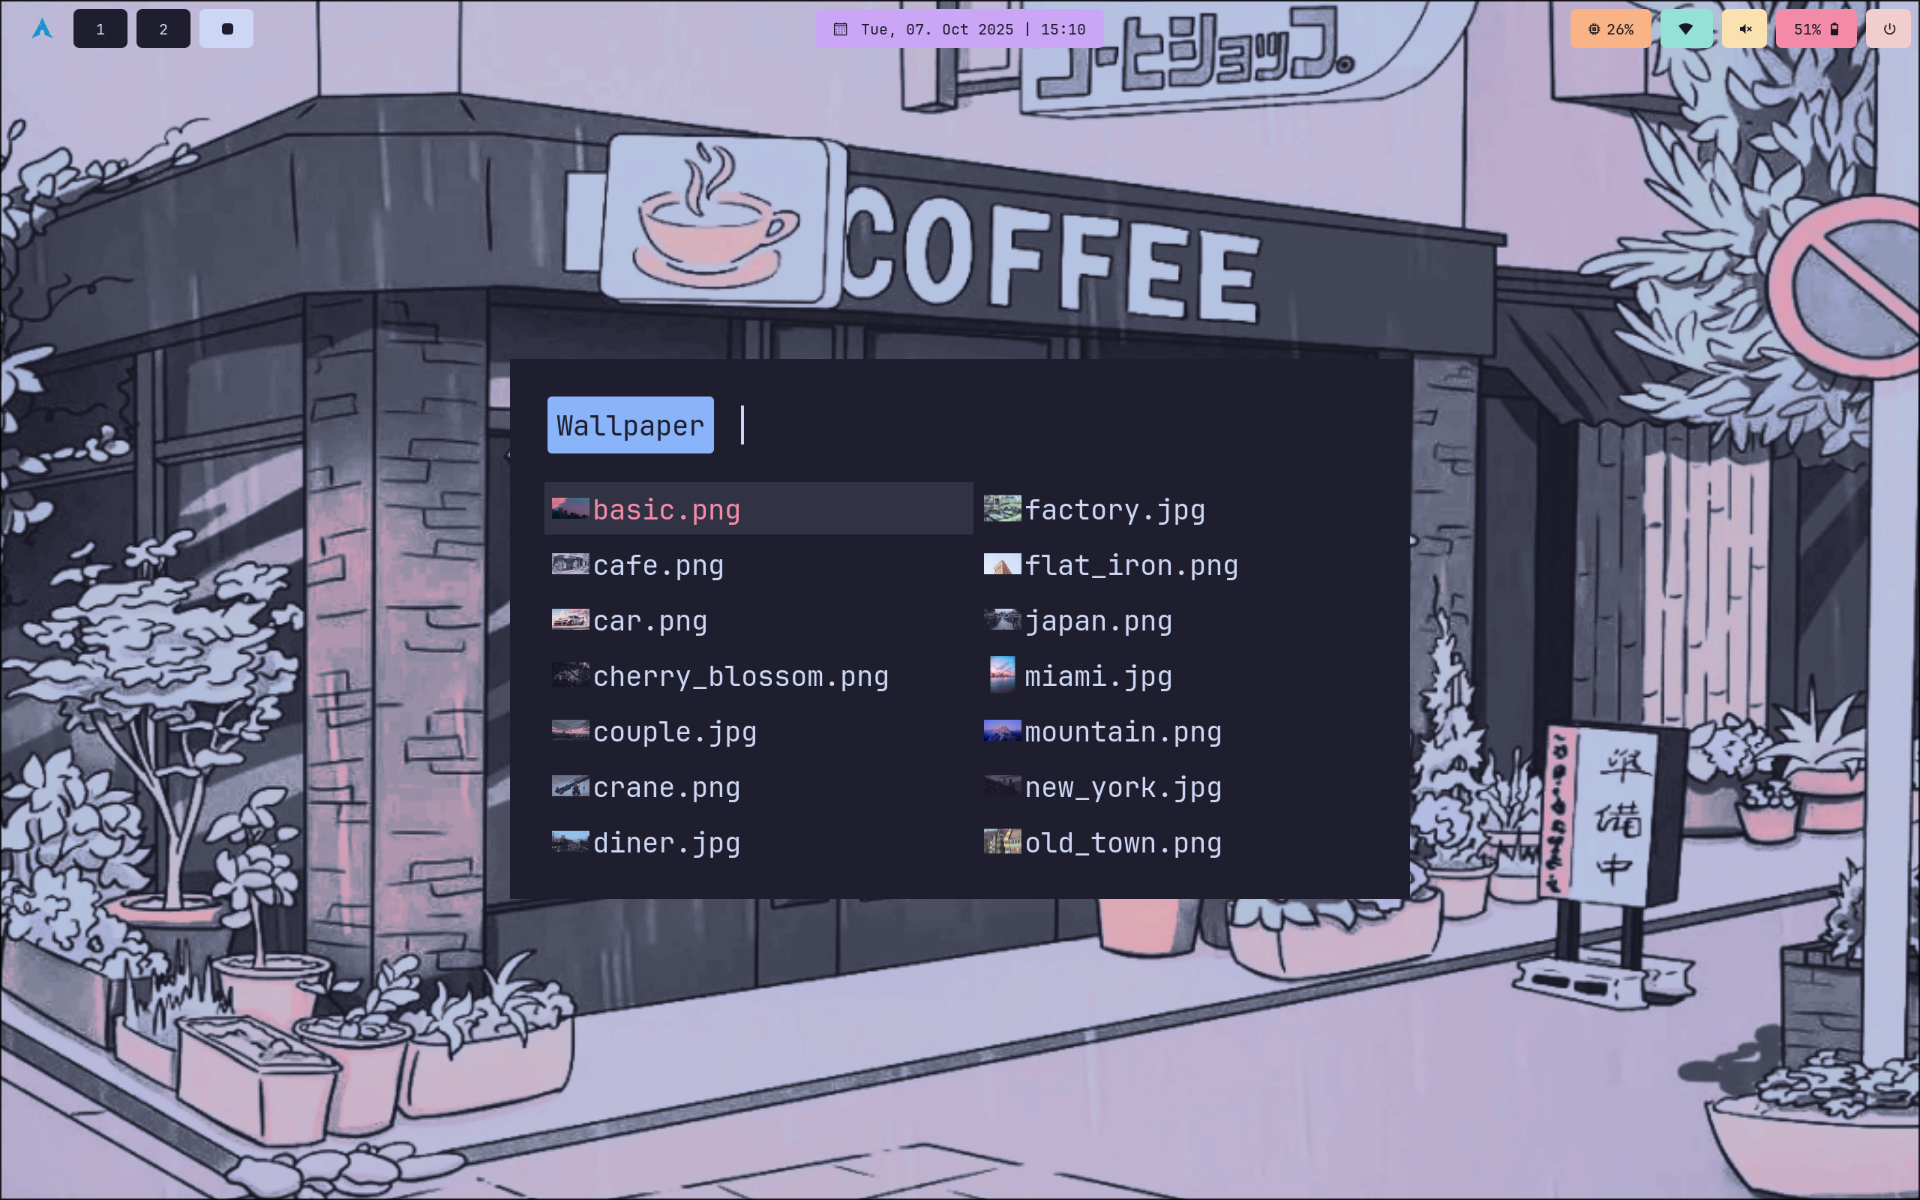 1 2
Tue, 07. Oct 2025 | 15:10
26%
51%
コーヒショップ。
COFFEE
Wallpaper
basic.png
cafe.png
car.png
cherry_blossom.png
couple.jpg
crane.png
diner.jpg
factory.jpg
flat_iron.png
japan.png
miami.jpg
mountain.png
new_york.jpg
old_town.png
準
備
中